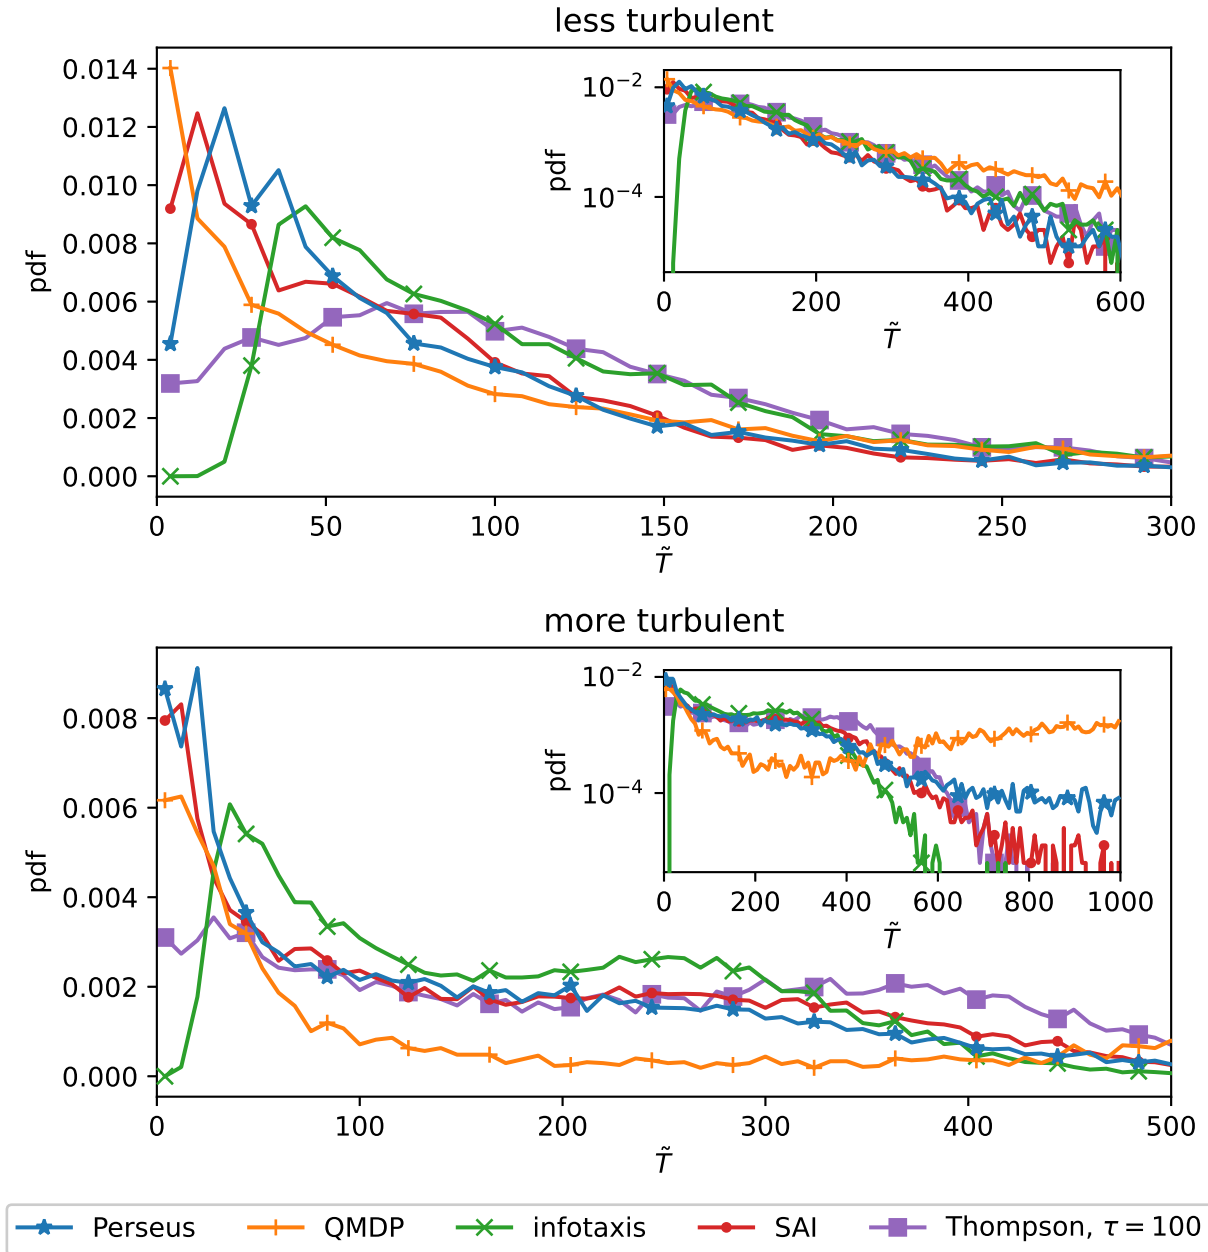 less turbulent
0.014
0.012
0.010
0.008
0.006
0.004
0.002
0.000
pdf
0 50 100 150 200 250 300
T̃
10⁻²
10⁻⁴
pdf
0 200 400 600
T̃
more turbulent
0.008
0.006
0.004
0.002
0.000
pdf
0 100 200 300 400 500
T̃
10⁻²
10⁻⁴
pdf
0 200 400 600 800 1000
T̃
Perseus QMDP infotaxis SAI Thompson, τ = 100